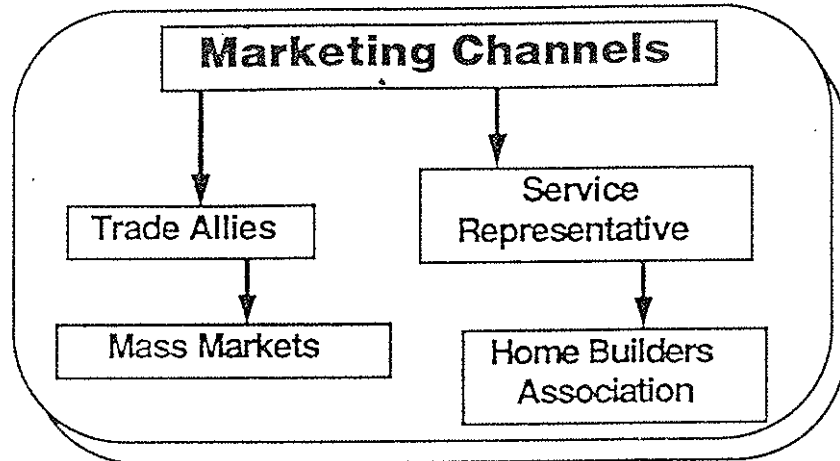 Marketing Channels
Trade Allies
Service
Representative
Mass Markets
Home Builders
Association